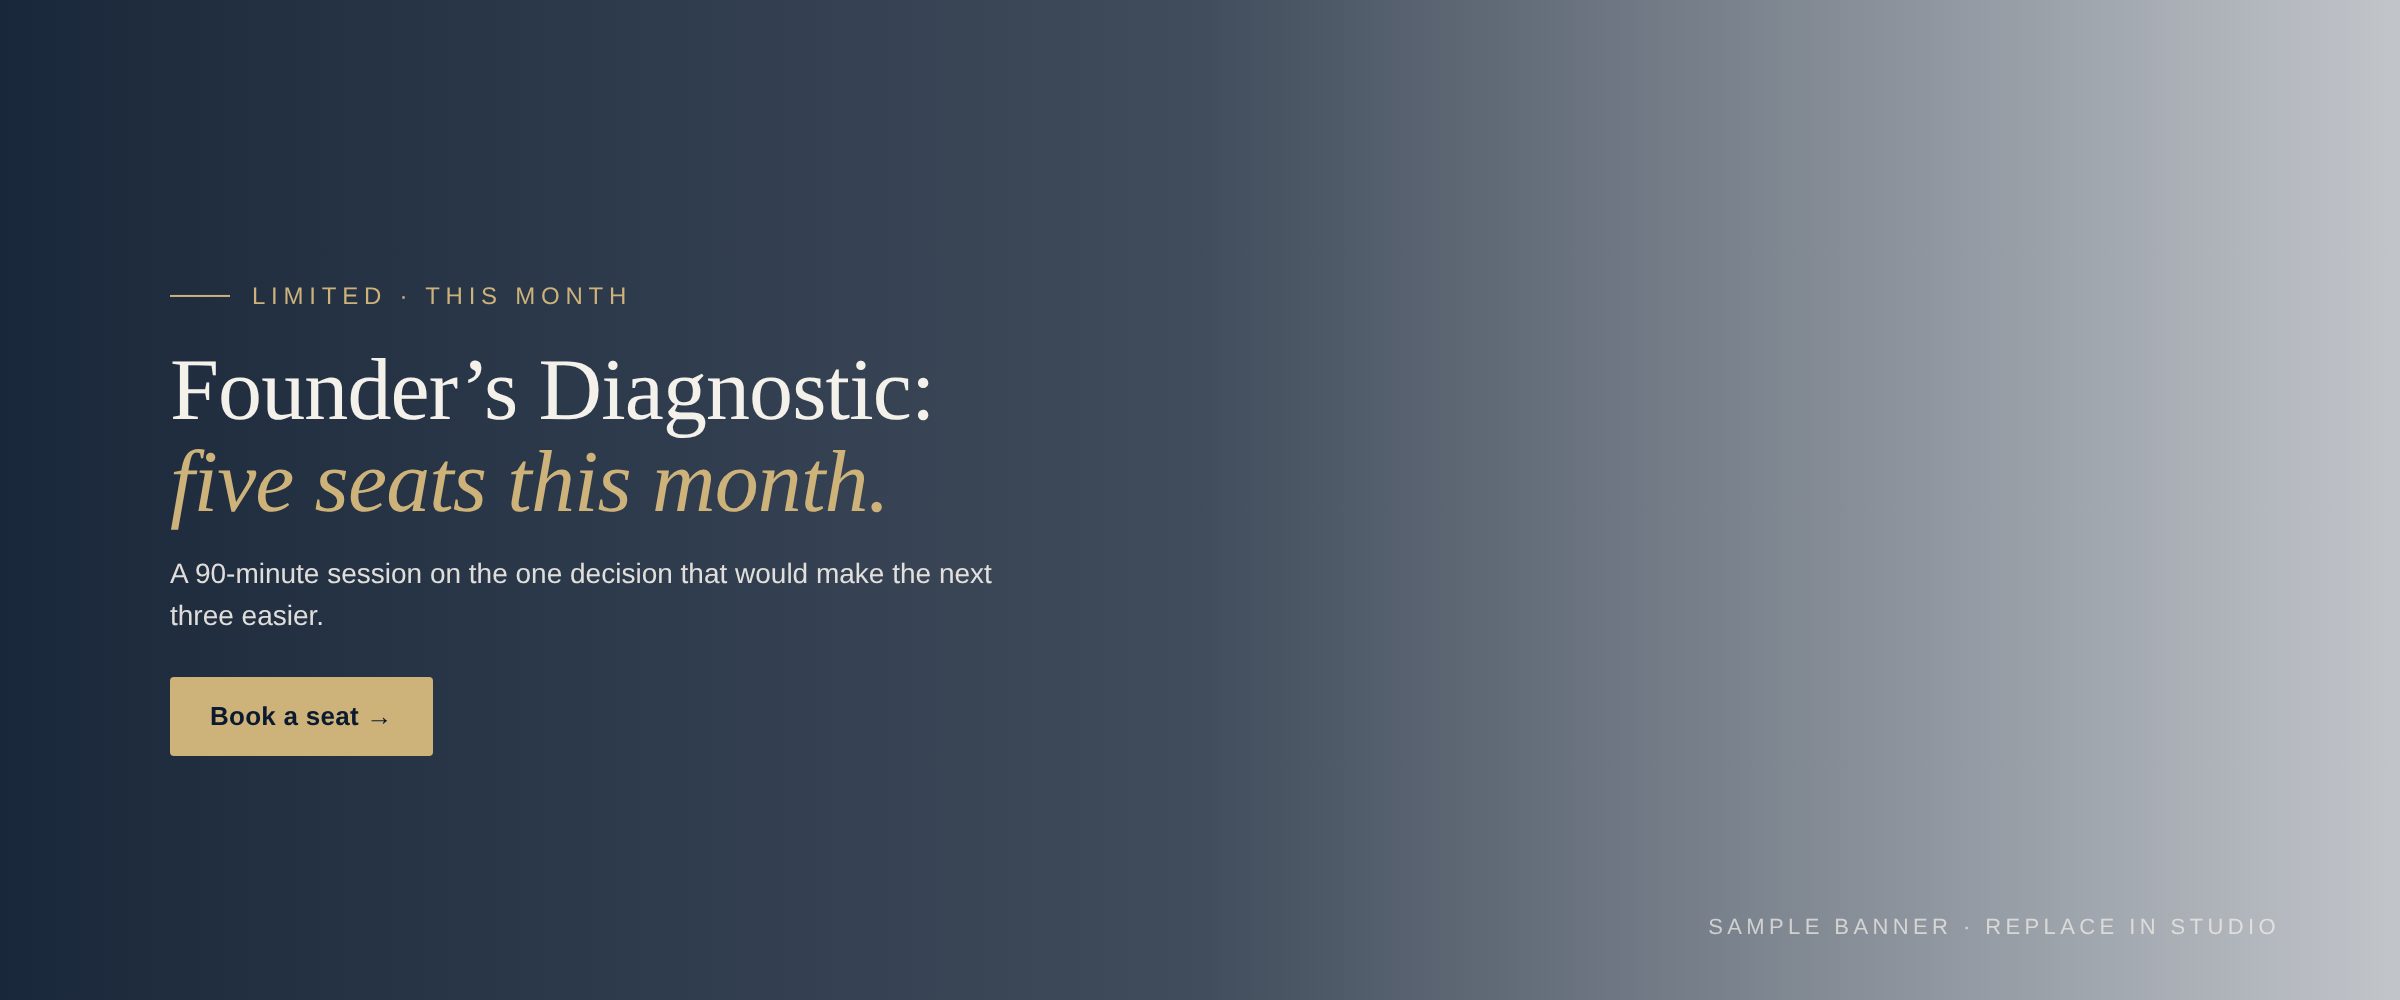 LIMITED · THIS MONTH
Founder’s Diagnostic:
five seats this month.
A 90-minute session on the one decision that would make the next
three easier.
Book a seat →
SAMPLE BANNER · REPLACE IN STUDIO